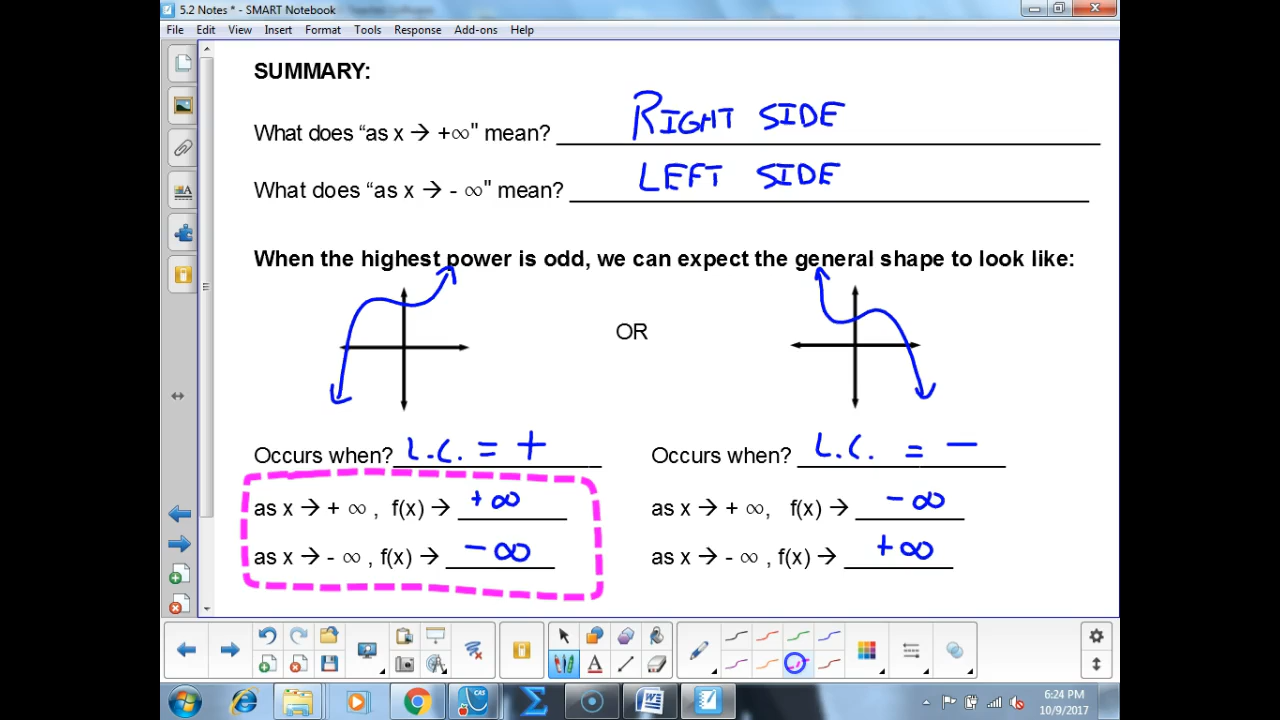 5.2 Notes * - SMART Notebook
File Edit View Insert Format Tools Response Add-ons Help
SUMMARY:
What does "as x → +∞" mean? RIGHT SIDE
What does "as x → - ∞" mean? LEFT SIDE
When the highest power is odd, we can expect the general shape to look like:
OR
Occurs when? L.C. = + Occurs when? L.C. = −
as x → + ∞ , f(x) → +∞ as x → + ∞, f(x) → −∞
as x → - ∞ , f(x) → −∞ as x → - ∞ , f(x) → +∞
6:24 PM
10/9/2017